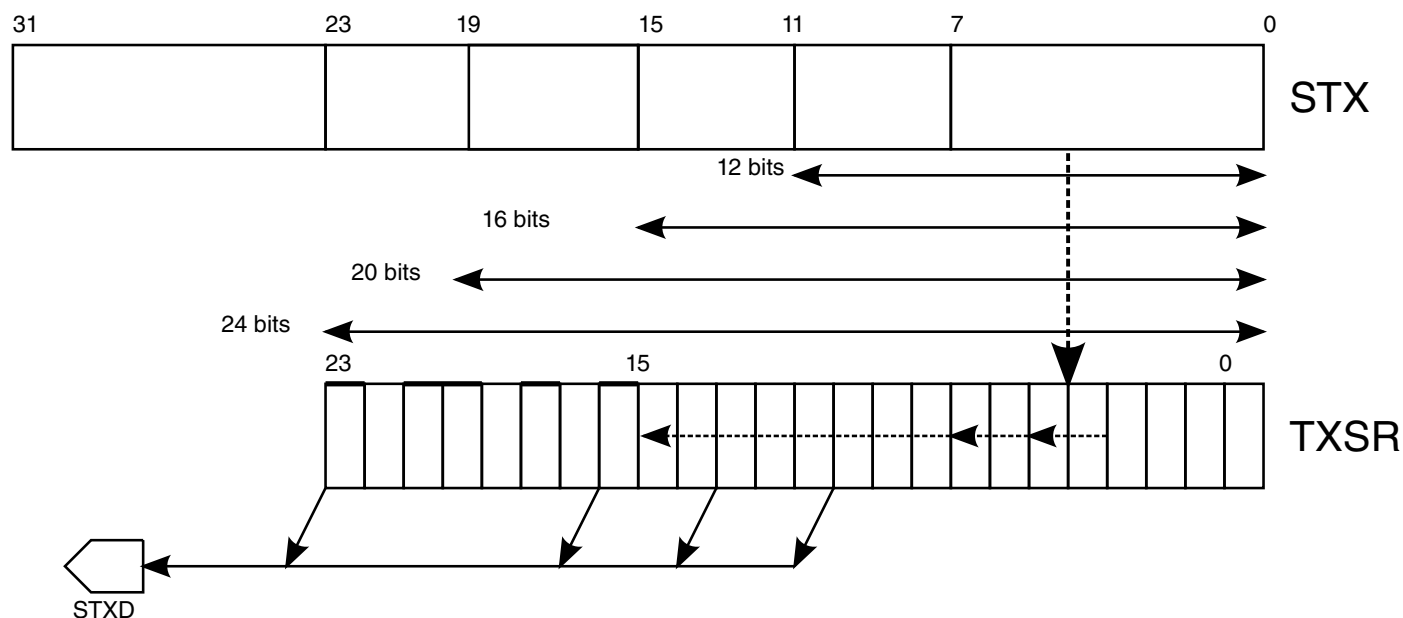 31 23 19 15 11 7 0
STX
12 bits
16 bits
20 bits
24 bits
23 15 0
TXSR
STXD